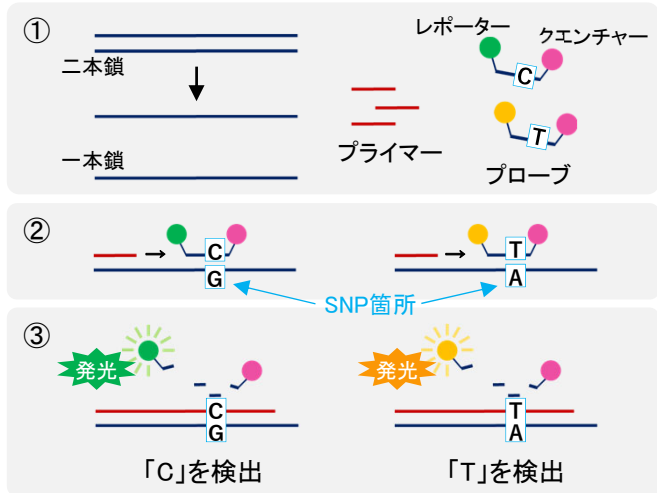 ①
レポーター
クエンチャー
二本鎖
C
T
一本鎖
プライマー
プローブ
②
C
G
T
A
SNP箇所
③
発光
発光
C
G
T
A
「C」を検出
「T」を検出